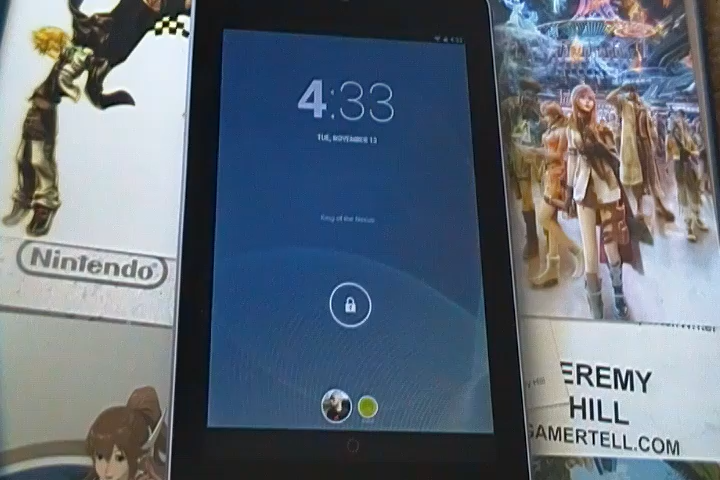 4:33
TUE, NOVEMBER 13
King of the Nexus
Nintendo
EREMY
HILL
GAMERTELL.COM